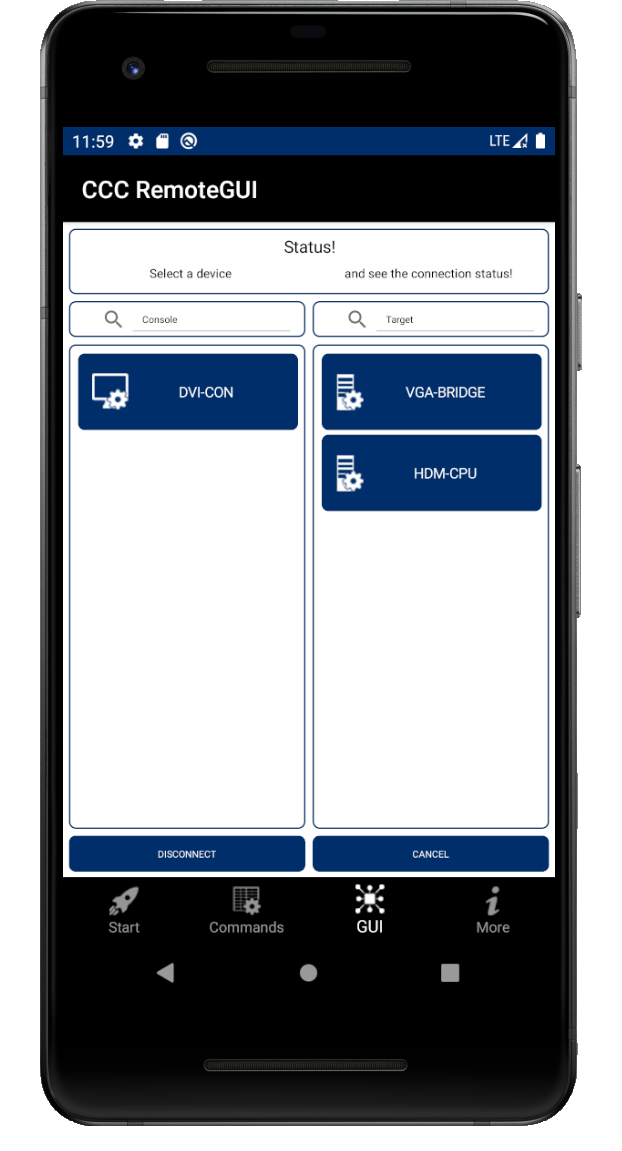 11:59 LTE
CCC RemoteGUI
Status!
Select a device and see the connection status!
Console Target
DVI-CON VGA-BRIDGE
HDM-CPU
DISCONNECT CANCEL
Start Commands GUI More